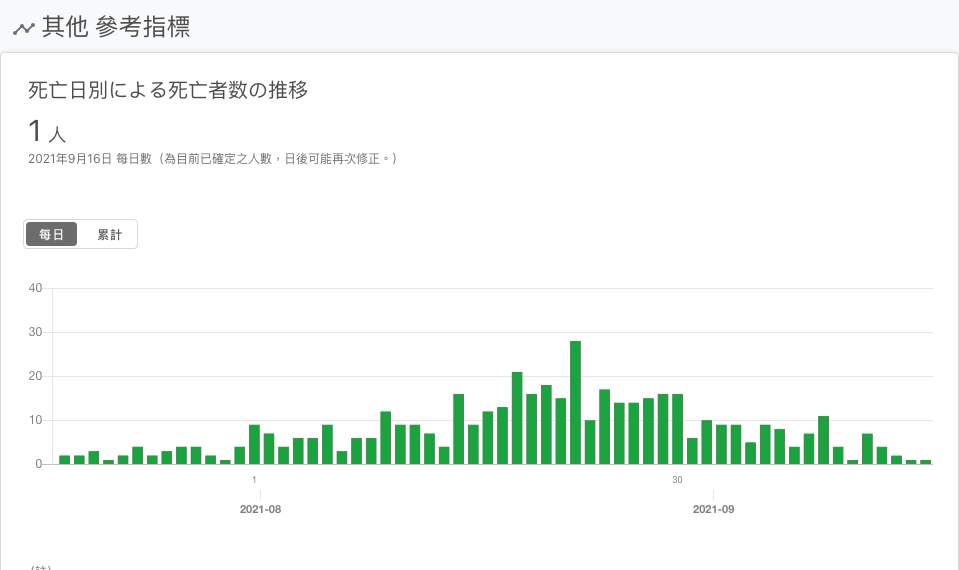 其他 參考指標
死亡日別による死亡者数の推移
1 人
2021年9月16日 每日數（為目前已確定之人數，日後可能再次修正。）
每日 累計
40
30
20
10
0
1 30
2021-08 2021-09